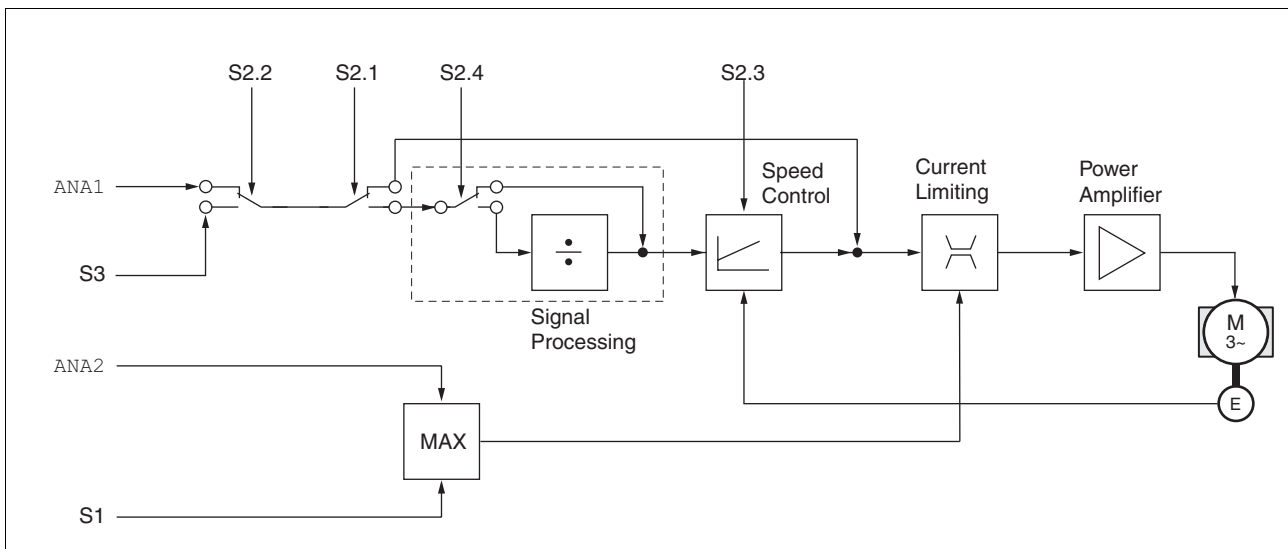 S2.2 S2.1 S2.4 S2.3
Speed
Control
Current
Limiting
Power
Amplifier
ANA1
S3
Signal
Processing
M
3~
ANA2
E
MAX
S1